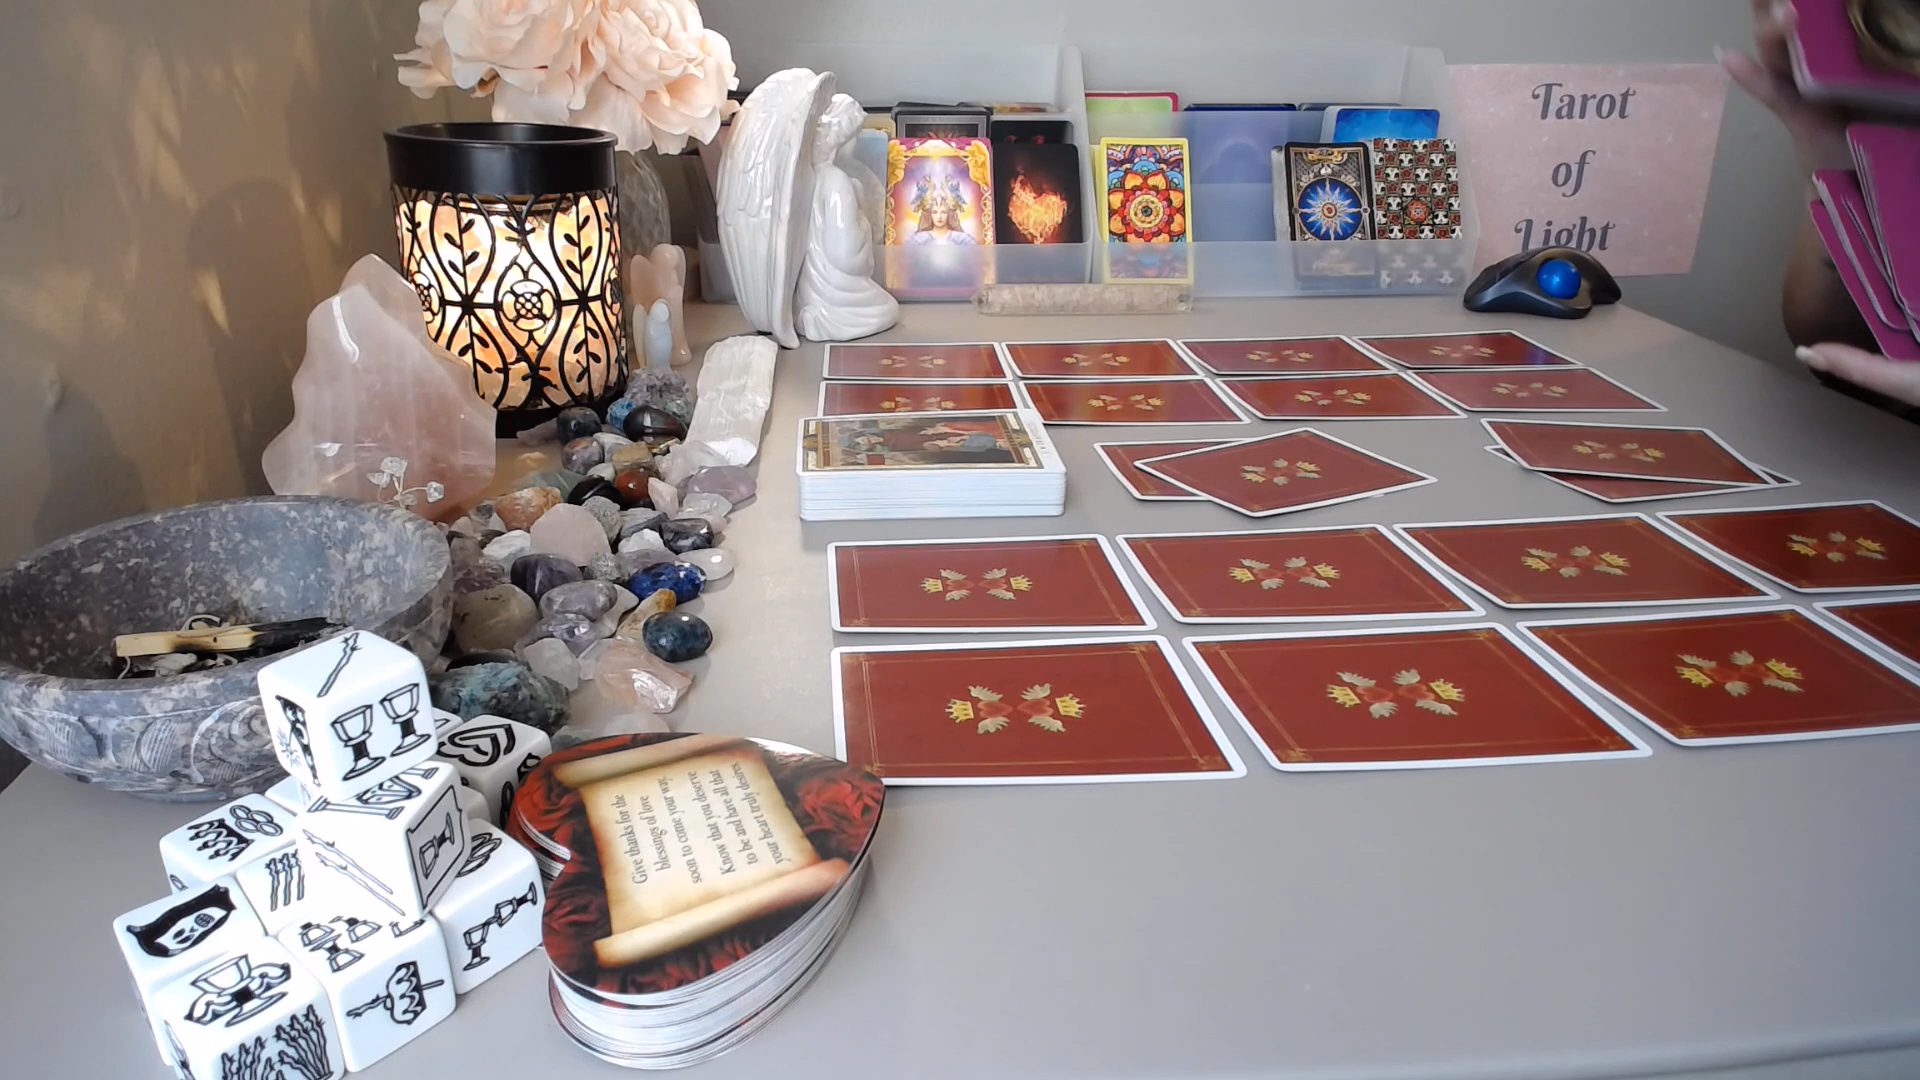 Tarot
of
Light
Give thanks for the
blessings of love
soon to come your way.
Know that you deserve
to be and have all that
your heart truly desires.